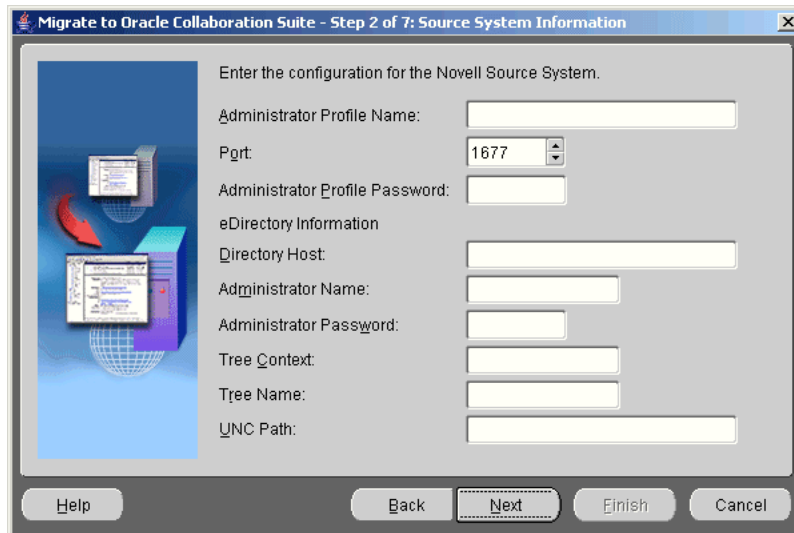 Migrate to Oracle Collaboration Suite - Step 2 of 7: Source System Information
Enter the configuration for the Novell Source System.
Administrator Profile Name:
Port: 1677
Administrator Profile Password:
eDirectory Information
Directory Host:
Administrator Name:
Administrator Password:
Tree Context:
Tree Name:
UNC Path:
Help Back Next Finish Cancel